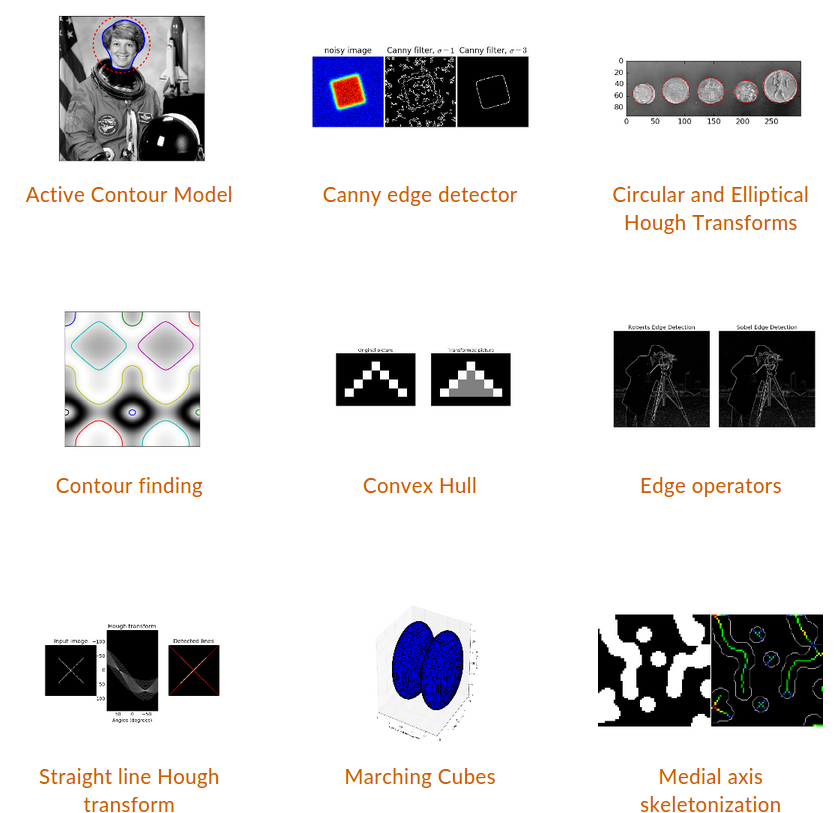 noisy image
Canny filter, σ=1
Canny filter, σ=3
0
20
40
60
80
0 50 100 150 200 250
Active Contour Model
Canny edge detector
Circular and Elliptical
Hough Transforms
Original picture
Transformed picture
Roberts Edge Detection
Sobel Edge Detection
Contour finding
Convex Hull
Edge operators
Input image
Hough transform
Detected lines
−100
−50
0
50
100
50 0 −50
Angles (degrees)
Straight line Hough
transform
Marching Cubes
Medial axis
skeletonization